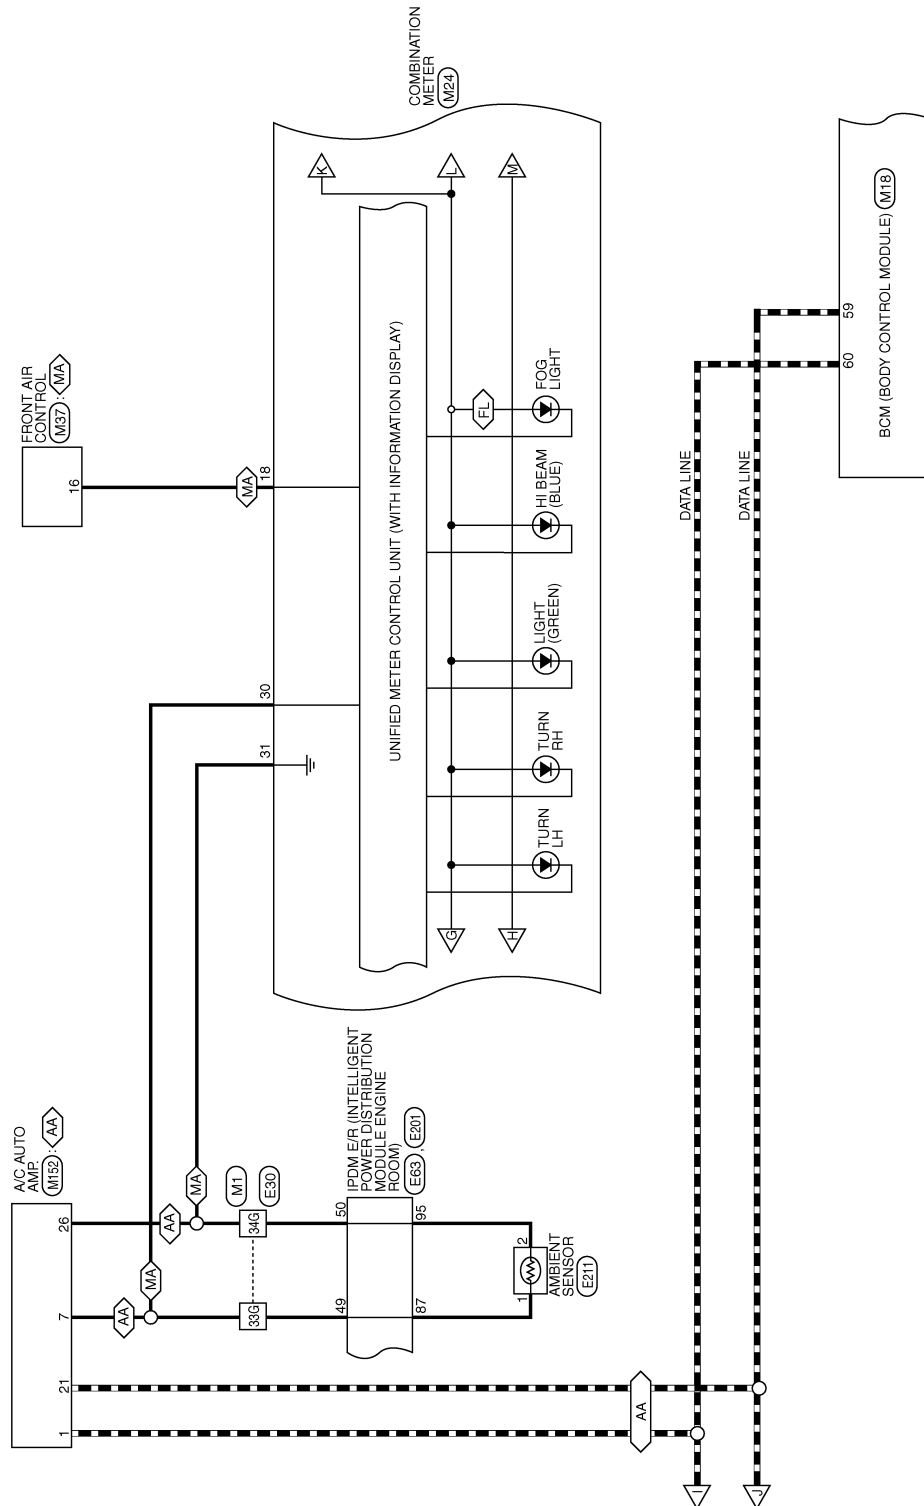 COMBINATION
METER
M24
K
L
M
FRONT AIR
CONTROL
M37 : MA
16
MA
18
UNIFIED METER CONTROL UNIT (WITH INFORMATION DISPLAY)
FL
FOG
LIGHT
HI BEAM
(BLUE)
LIGHT
(GREEN)
TURN
RH
TURN
LH
30
31
G
H
BCM (BODY CONTROL MODULE) M18
59
60
DATA LINE
DATA LINE
A/C AUTO
AMP.
M152 : AA
26
7
21
1
AA
MA
AA
MA
M1
E30
34G
33G
IPDM E/R (INTELLIGENT
POWER DISTRIBUTION
MODULE ENGINE
ROOM)
E63 , E201
50
49
95
87
2
1
AMBIENT
SENSOR
E211
AA
I
J